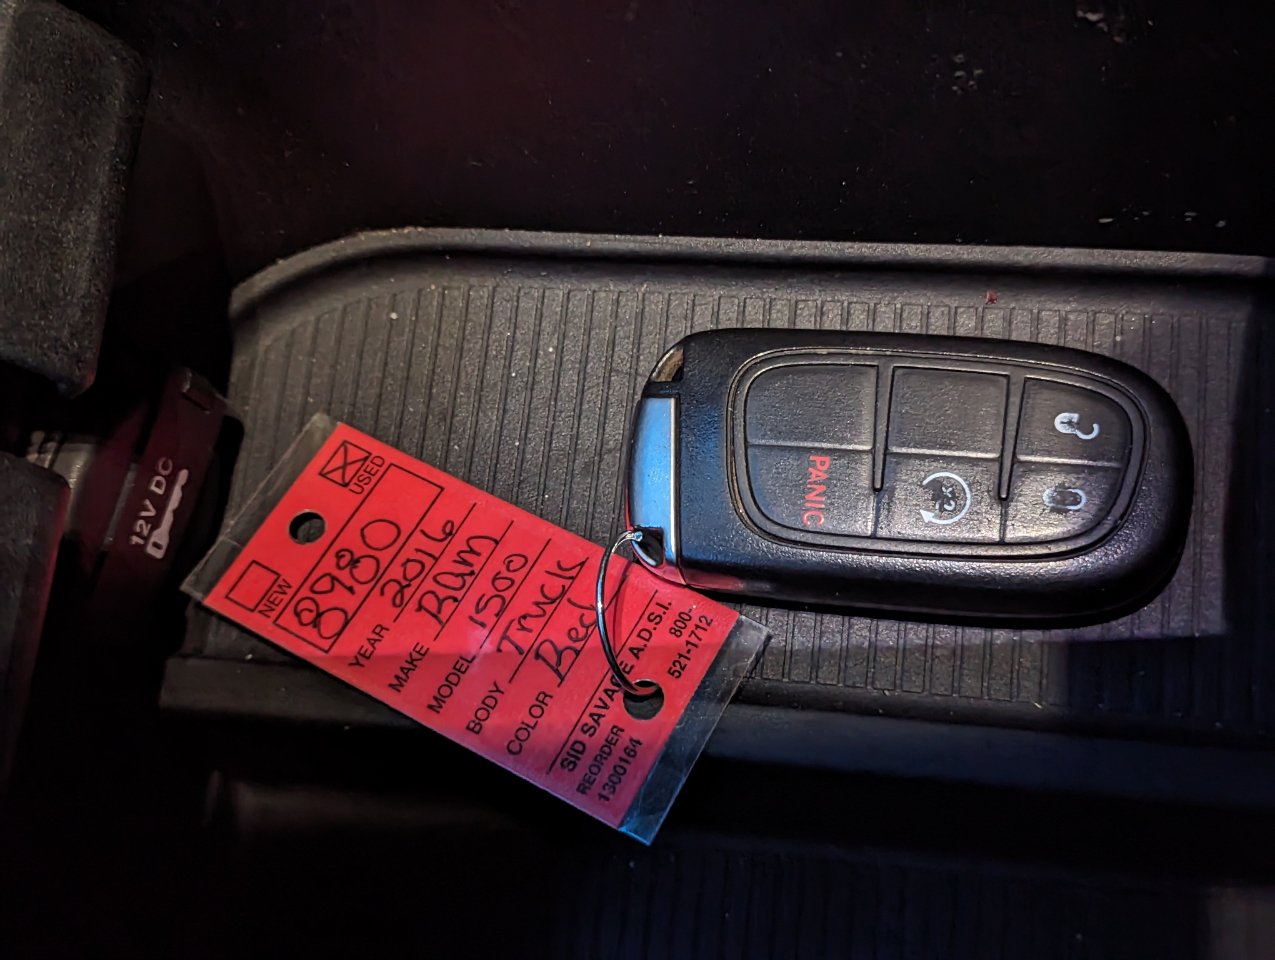 USED
NEW
8980
YEAR 2016
MAKE Ram
MODEL 1500
BODY Truck
COLOR Red
SID SAVAGE A.D.S.I.
REORDER 800-
1300164 521-1712
12V DC
PANIC